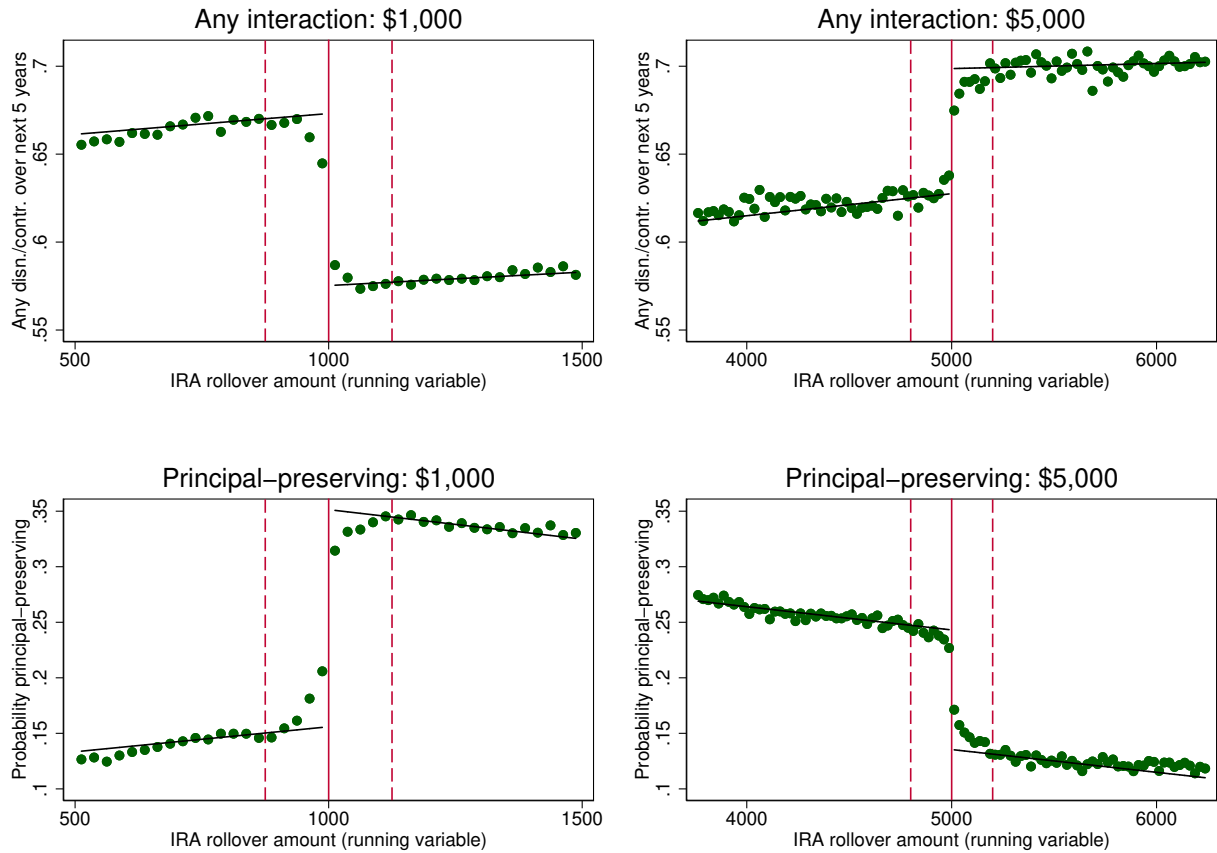 Any interaction: $1,000
Any disn./contr. over next 5 years
.7
.65
.6
.55
500
1000
1500
IRA rollover amount (running variable)
Any interaction: $5,000
Any disn./contr. over next 5 years
.7
.65
.6
.55
4000
5000
6000
IRA rollover amount (running variable)
Principal−preserving: $1,000
Probability principal−preserving
.35
.3
.25
.2
.15
.1
500
1000
1500
IRA rollover amount (running variable)
Principal−preserving: $5,000
Probability principal−preserving
.35
.3
.25
.2
.15
.1
4000
5000
6000
IRA rollover amount (running variable)